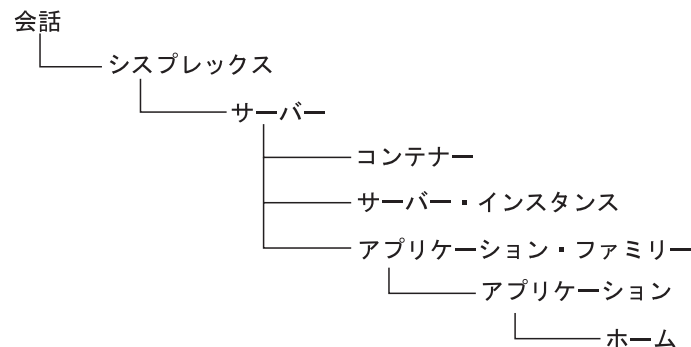 会話
シスプレックス
サーバー
コンテナー
サーバー・インスタンス
アプリケーション・ファミリー
アプリケーション
ホーム